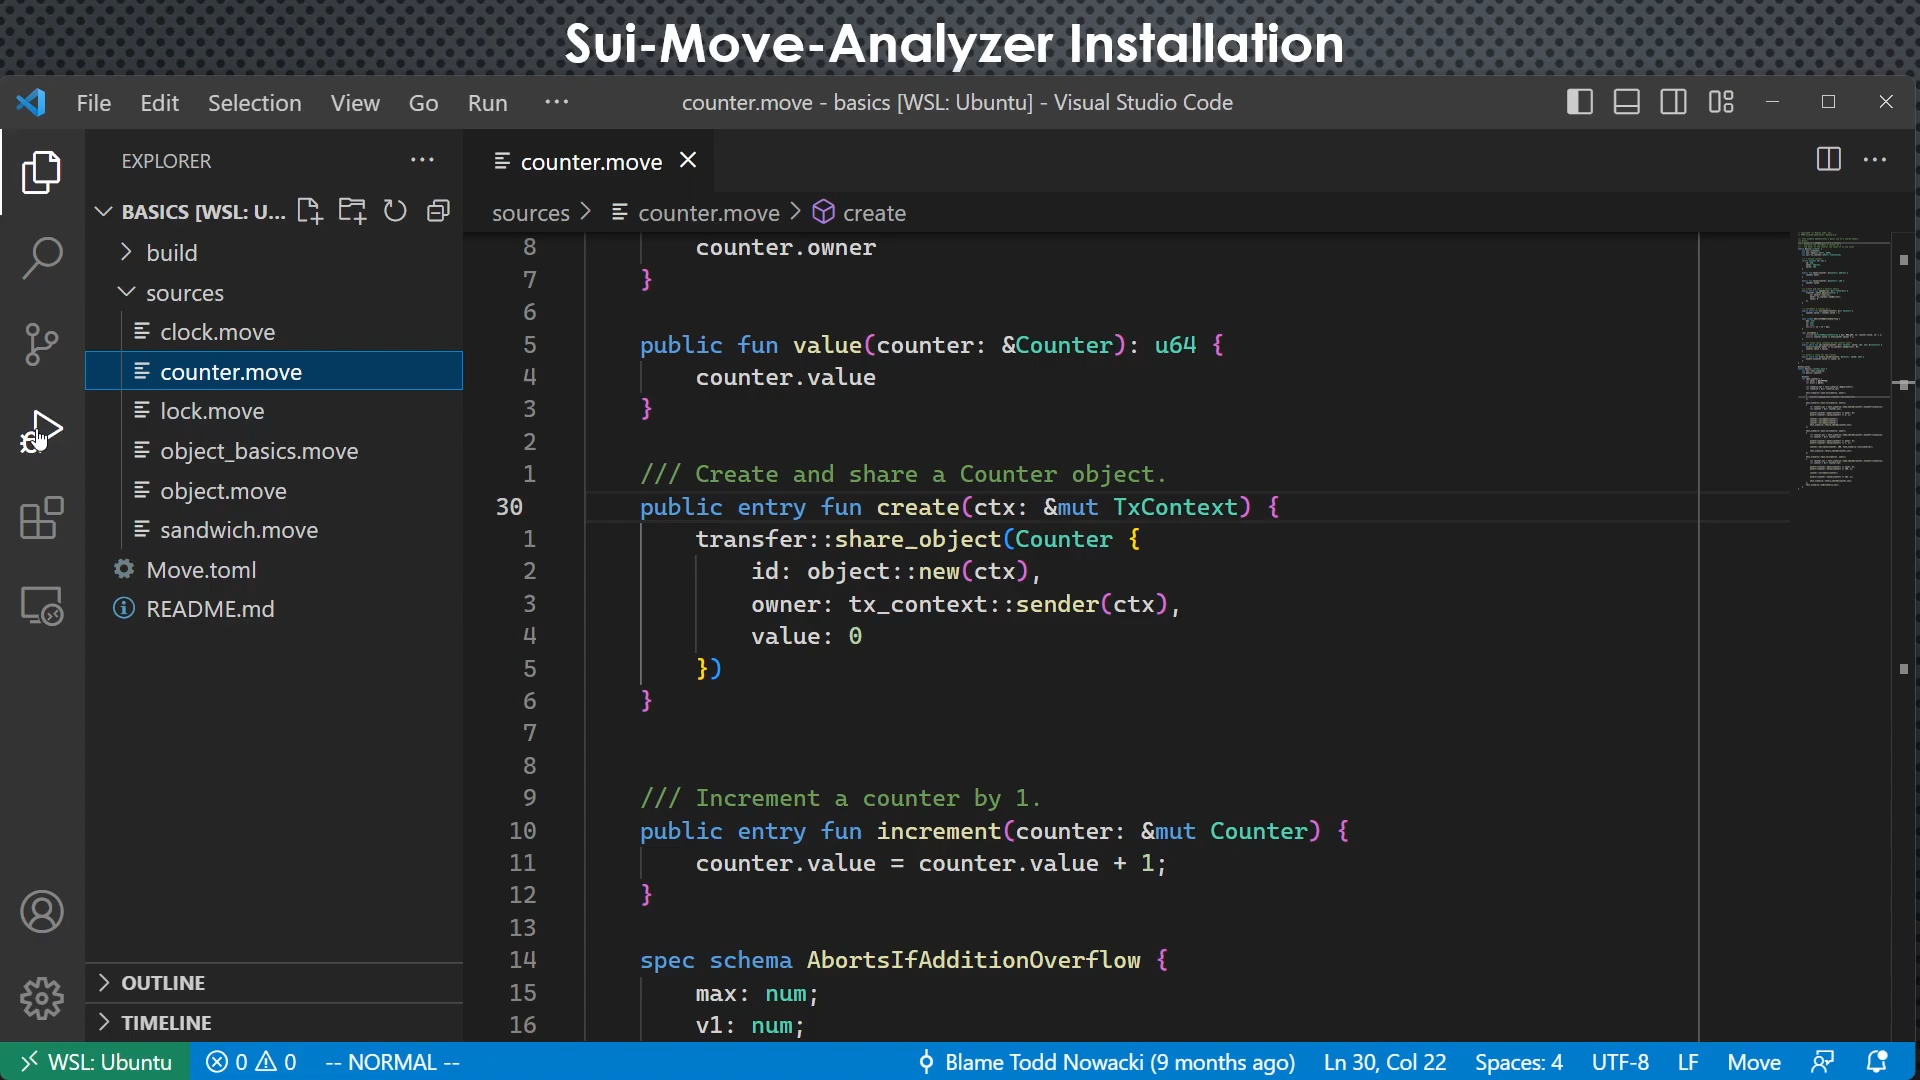 Sui-Move-Analyzer Installation
File Edit Selection View Go Run ··· counter.move - basics [WSL: Ubuntu] - Visual Studio Code
EXPLORER
BASICS [WSL: U...
build
sources
clock.move
counter.move
lock.move
object_basics.move
object.move
sandwich.move
Move.toml
README.md
OUTLINE
TIMELINE
counter.move
sources > counter.move > create
8 counter.owner
7 }
6
5 public fun value(counter: &Counter): u64 {
4 counter.value
3 }
2
1 /// Create and share a Counter object.
30 public entry fun create(ctx: &mut TxContext) {
1 transfer::share_object(Counter {
2 id: object::new(ctx),
3 owner: tx_context::sender(ctx),
4 value: 0
5 })
6 }
7
8
9 /// Increment a counter by 1.
10 public entry fun increment(counter: &mut Counter) {
11 counter.value = counter.value + 1;
12 }
13
14 spec schema AbortsIfAdditionOverflow {
15 max: num;
16 v1: num;
WSL: Ubuntu 0 0 -- NORMAL -- Blame Todd Nowacki (9 months ago) Ln 30, Col 22 Spaces: 4 UTF-8 LF Move